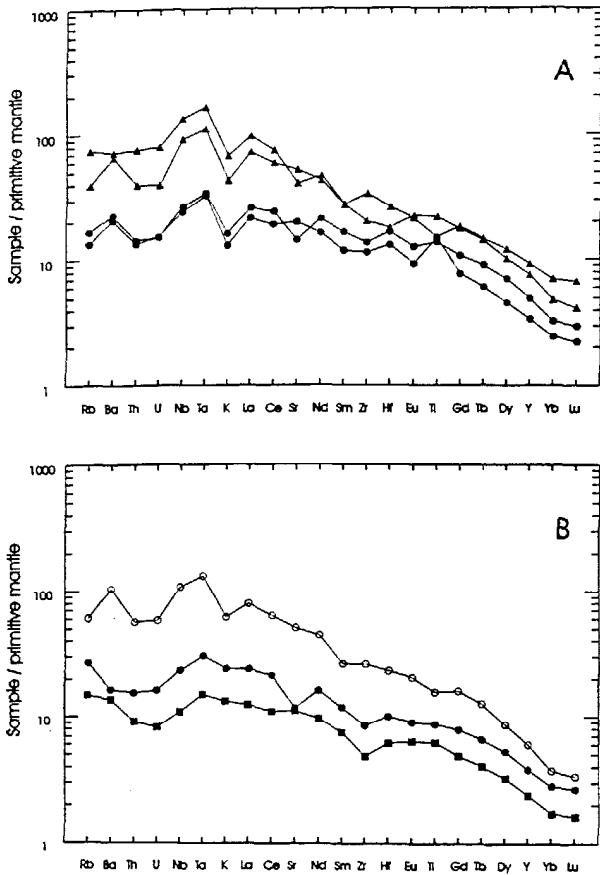 1000
A
100
Sample / primitive mantle
10
1
Rb Ba Th U Nb Ta K La Ce Sr Nd Sm Zr Hf Eu Ti Gd Tb Dy Y Yb Lu
1000
B
100
Sample / primitive mantle
10
1
Rb Ba Th U Nb Ta K La Ce Sr Nd Sm Zr Hf Eu Ti Gd Tb Dy Y Yb Lu